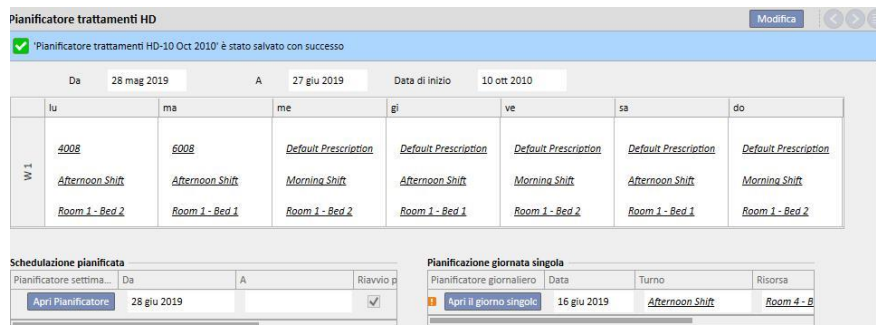 Pianificatore trattamenti HD Modifica
'Pianificatore trattamenti HD-10 Oct 2010' è stato salvato con successo
Da 28 mag 2019 A 27 giu 2019 Data di inizio 10 ott 2010
lu ma me gi ve sa do
W 1
4008 6008 Default Prescription Default Prescription Default Prescription Default Prescription Default Prescription
Afternoon Shift Afternoon Shift Morning Shift Afternoon Shift Morning Shift Afternoon Shift Morning Shift
Room 1 - Bed 2 Room 1 - Bed 1 Room 1 - Bed 2 Room 1 - Bed 1 Room 1 - Bed 2 Room 1 - Bed 1 Room 1 - Bed 2
Schedulazione pianificata Pianificazione giornata singola
Pianificatore settima... Da A Riavvio p Pianificatore giornaliero Data Turno Risorsa
Apri Pianificatore 28 giu 2019 Apri il giorno singolo 16 giu 2019 Afternoon Shift Room 4 - B